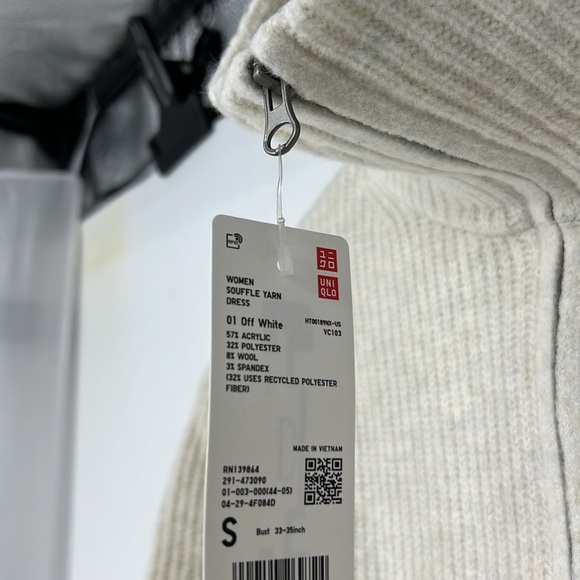 RFID
ユニ
クロ
UNI
QLO
WOMEN
SOUFFLE YARN
DRESS
01 Off White
HT00189NX-US
VC103
57% ACRYLIC
32% POLYESTER
8% WOOL
3% SPANDEX
(32% USES RECYCLED POLYESTER
FIBER)
MADE IN VIETNAM
RN139864
291-473090
01-003-000(44-05)
04-29-4F084D
S Bust 33-35inch